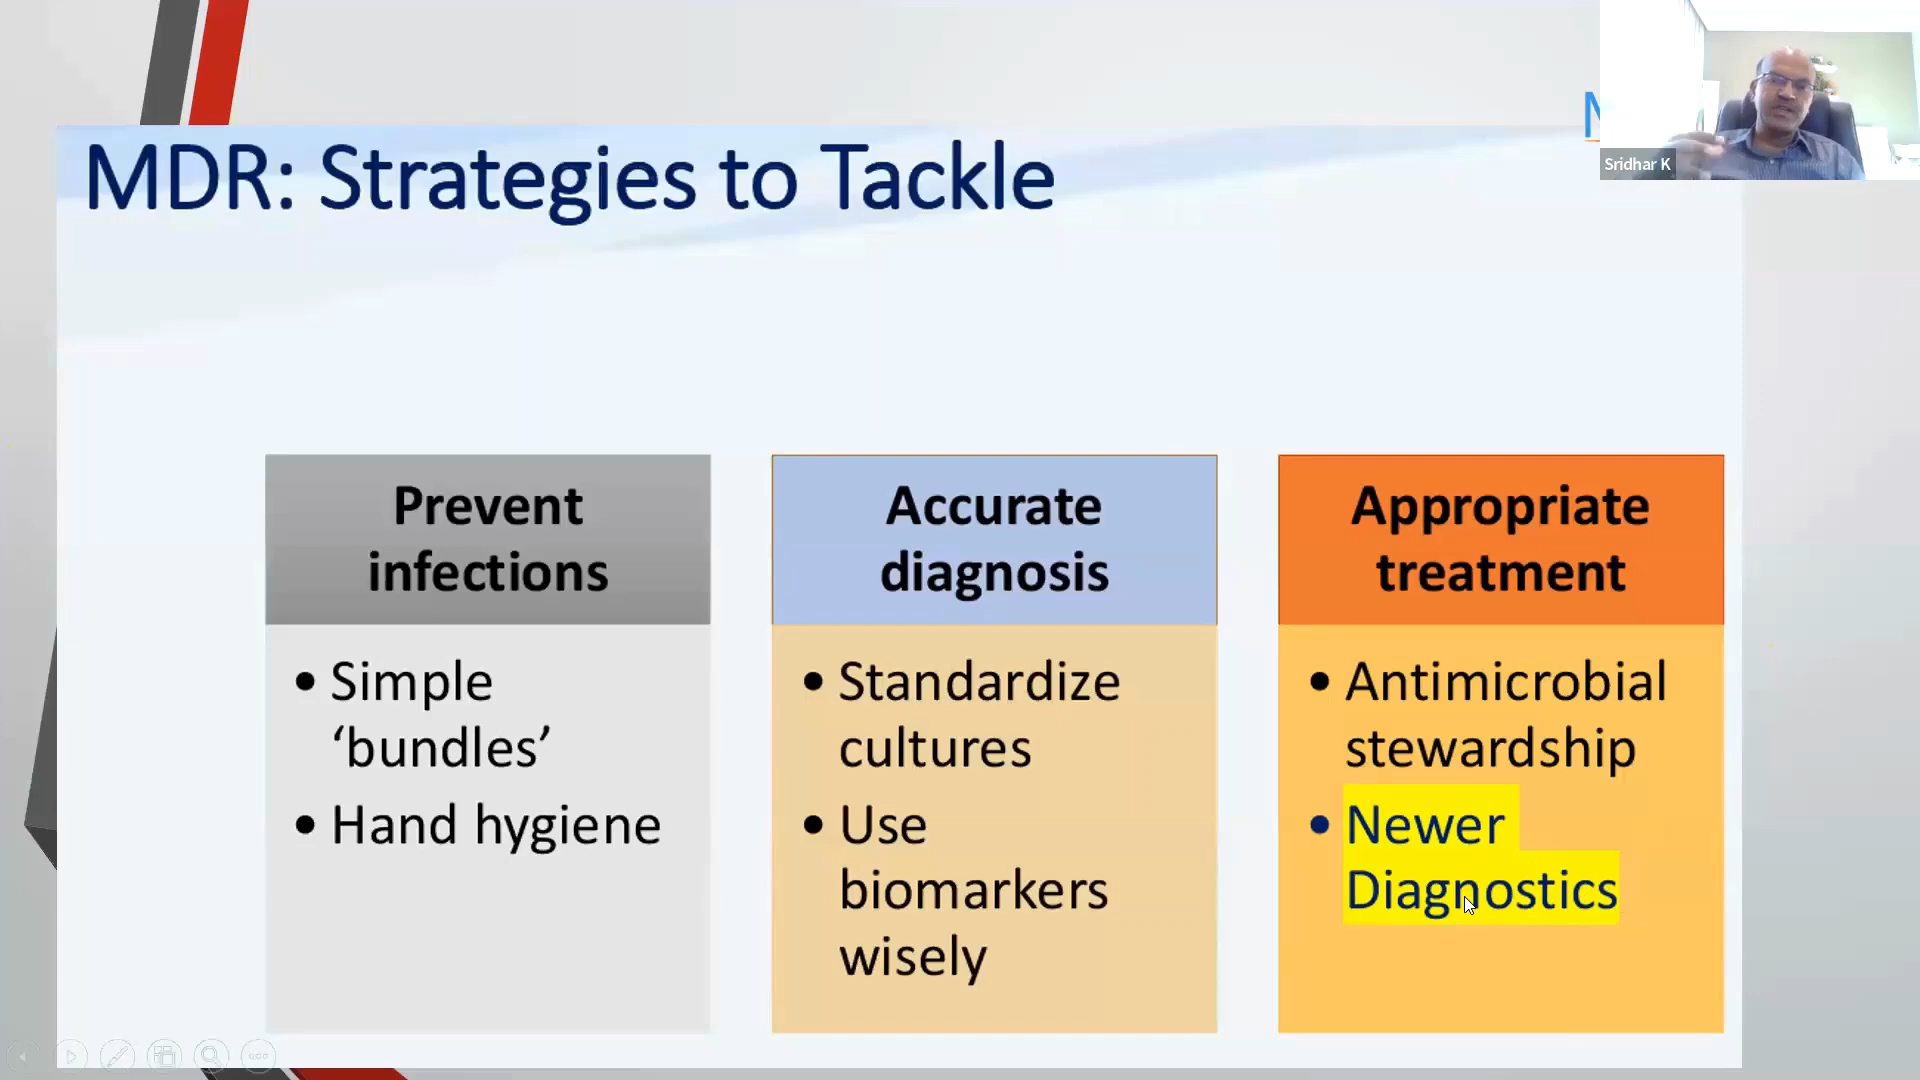 MDR: Strategies to Tackle
Sridhar K
Prevent
infections
• Simple
‘bundles’
• Hand hygiene
Accurate
diagnosis
• Standardize
cultures
• Use
biomarkers
wisely
Appropriate
treatment
• Antimicrobial
stewardship
• Newer
Diagnostics